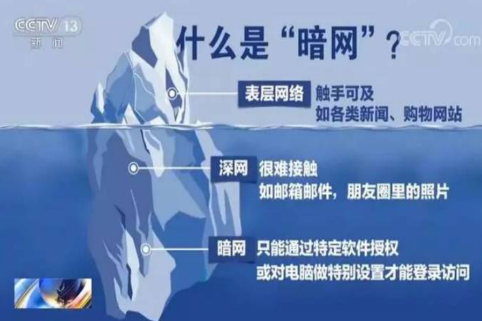 CCTV 13
新闻
CCTV.com
什么是“暗网”?
表层网络
触手可及
如各类新闻、购物网站
深网
很难接触
如邮箱邮件，朋友圈里的照片
暗网
只能通过特定软件授权
或对电脑做特别设置才能登录访问